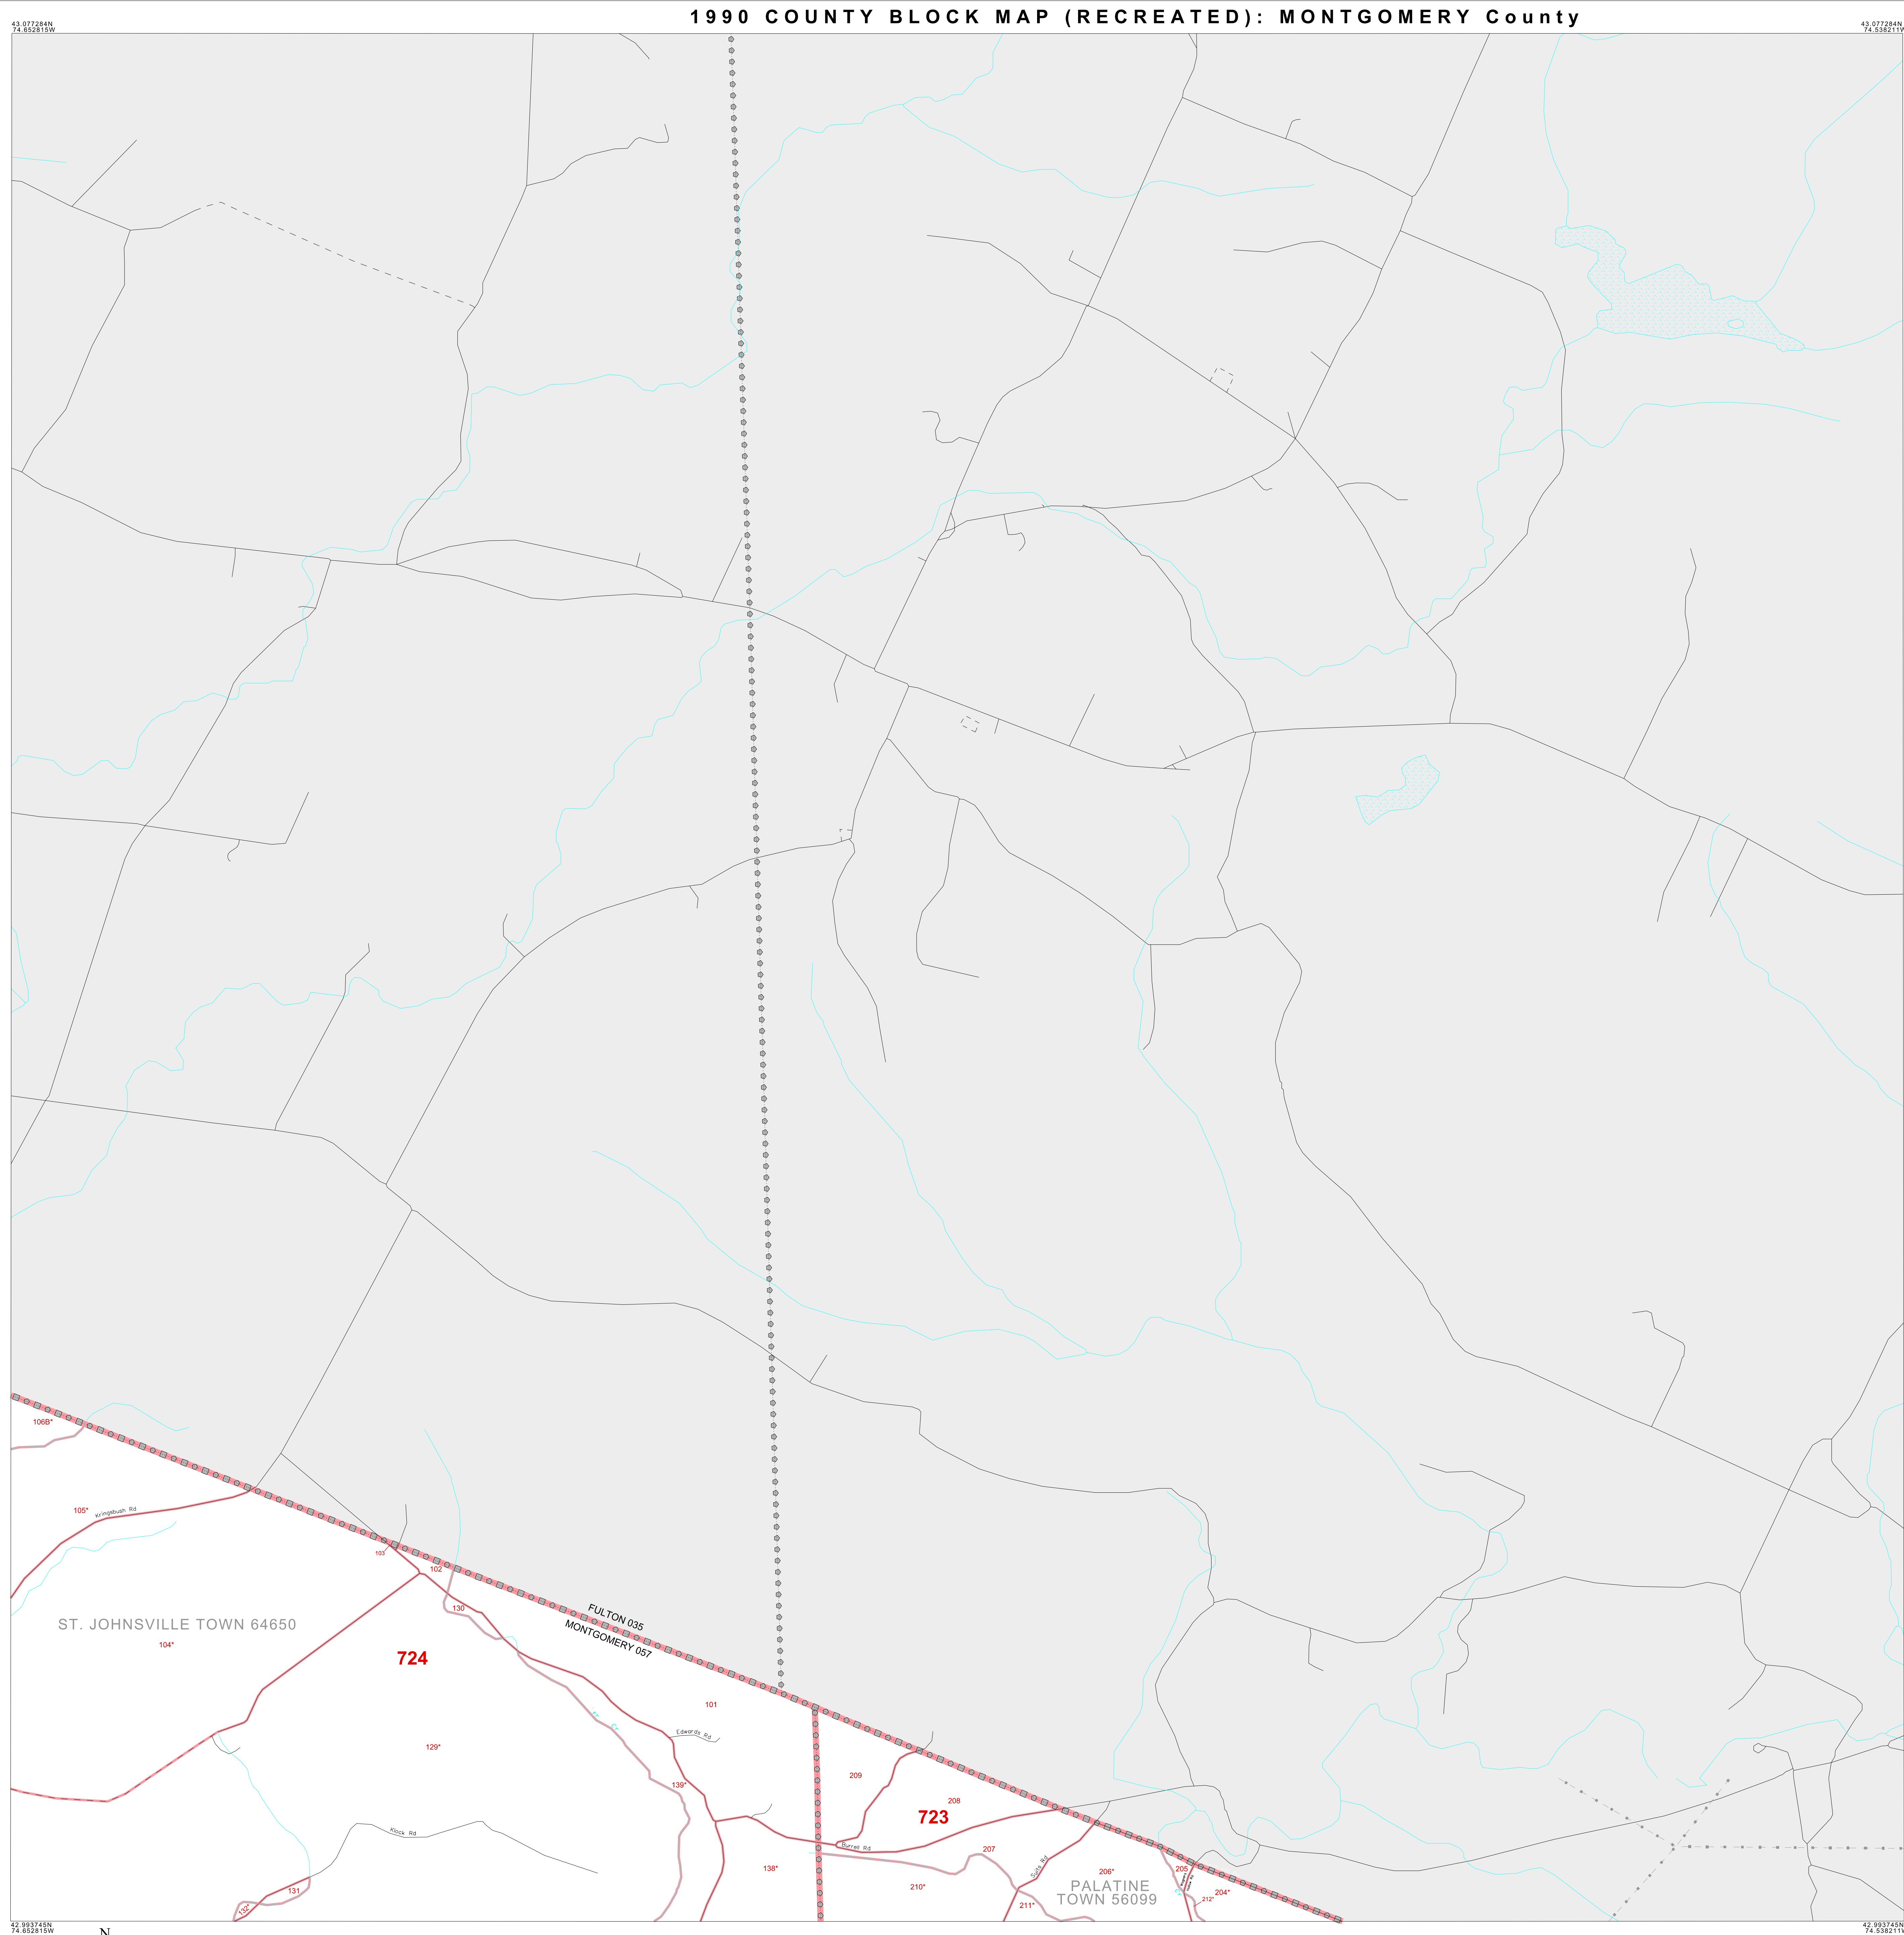 1990 COUNTY BLOCK MAP (RECREATED): MONTGOMERY County
43.077284N
74.652815W
43.077284N
74.538211W
106B*
105*
Kringsbush Rd
103
102
130
ST. JOHNSVILLE TOWN 64650
104*
724
FULTON 035
MONTGOMERY 057
101
Edwards Rd
129*
139*
209
208
723
Klock Rd
Burrell Rd
207
138*
210*
Suts Rd
206*
205
PALATINE
TOWN 56099
204*
212*
211*
131
132*
42.993745N
74.652815W
N
42.993745N
74.538211W